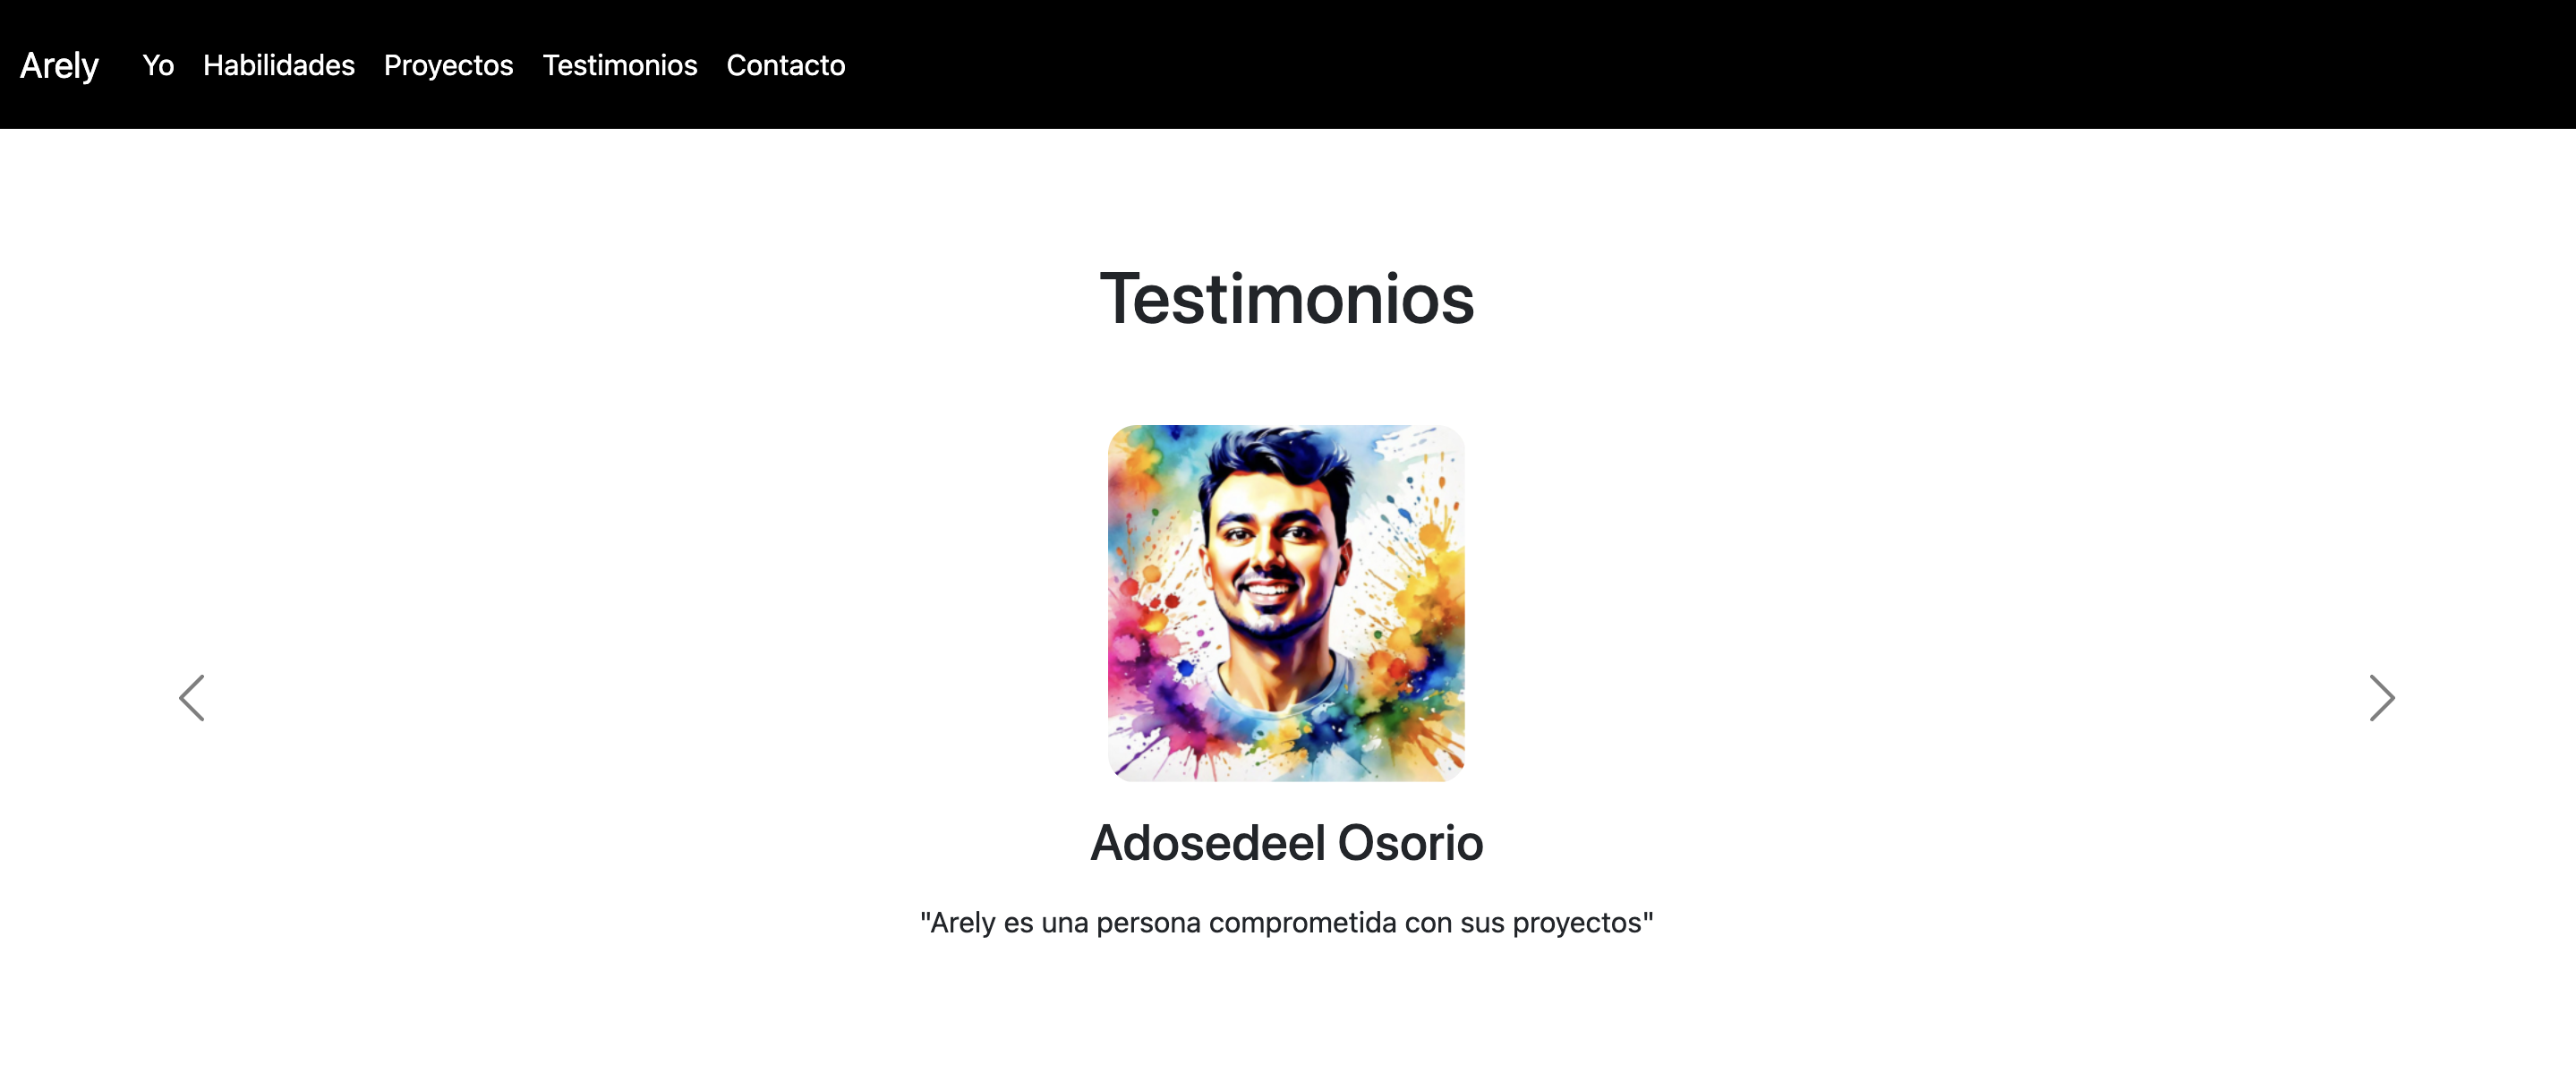 Arely Yo Habilidades Proyectos Testimonios Contacto
Testimonios
Adosedeel Osorio
"Arely es una persona comprometida con sus proyectos"